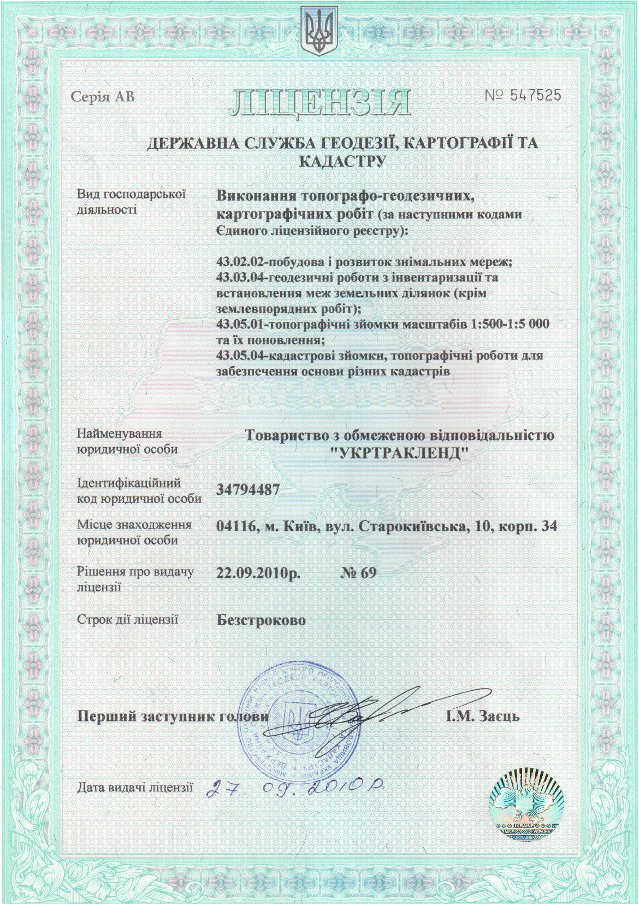 Серія АВ
ЛІЦЕНЗІЯ
№ 547525
ДЕРЖАВНА СЛУЖБА ГЕОДЕЗІЇ, КАРТОГРАФІЇ ТА
КАДАСТРУ
Вид господарської
діяльності
Виконання топографо-геодезичних,
картографічних робіт (за наступними кодами
Єдиного ліцензійного реєстру):
43.02.02-побудова і розвиток знімальних мереж;
43.03.04-геодезичні роботи з інвентаризації та
встановлення меж земельних ділянок (крім
землевпорядних робіт);
43.05.01-топографічні зйомки масштабів 1:500-1:5 000
та їх поновлення;
43.05.04-кадастрові зйомки, топографічні роботи для
забезпечення основи різних кадастрів
Найменування
юридичної особи
Товариство з обмеженою відповідальністю
"УКРТРАКЛЕНД"
Ідентифікаційний
код юридичної особи
34794487
Місце знаходження
юридичної особи
04116, м. Київ, вул. Старокиївська, 10, корп. 34
Рішення про видачу
ліцензії
22.09.2010р. № 69
Строк дії ліцензії
Безстроково
Перший заступник голови
І.М. Заєць
Дата видачі ліцензії 27. 09. 2010 р.